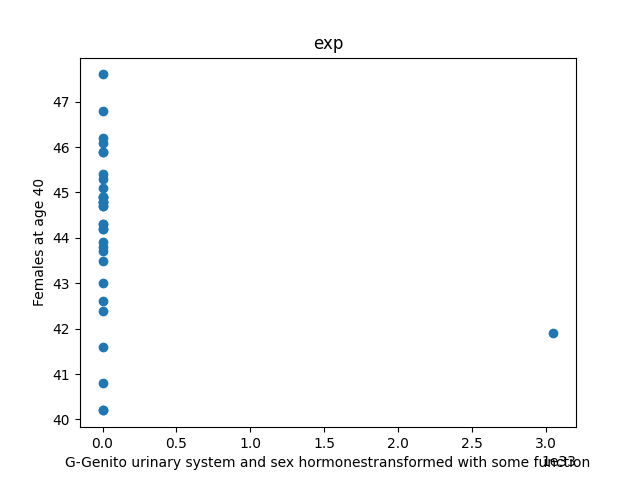 exp
Females at age 40
47
46
45
44
43
42
41
40
0.0 0.5 1.0 1.5 2.0 2.5 3.0
1e33
G-Genito urinary system and sex hormonestransformed with some function